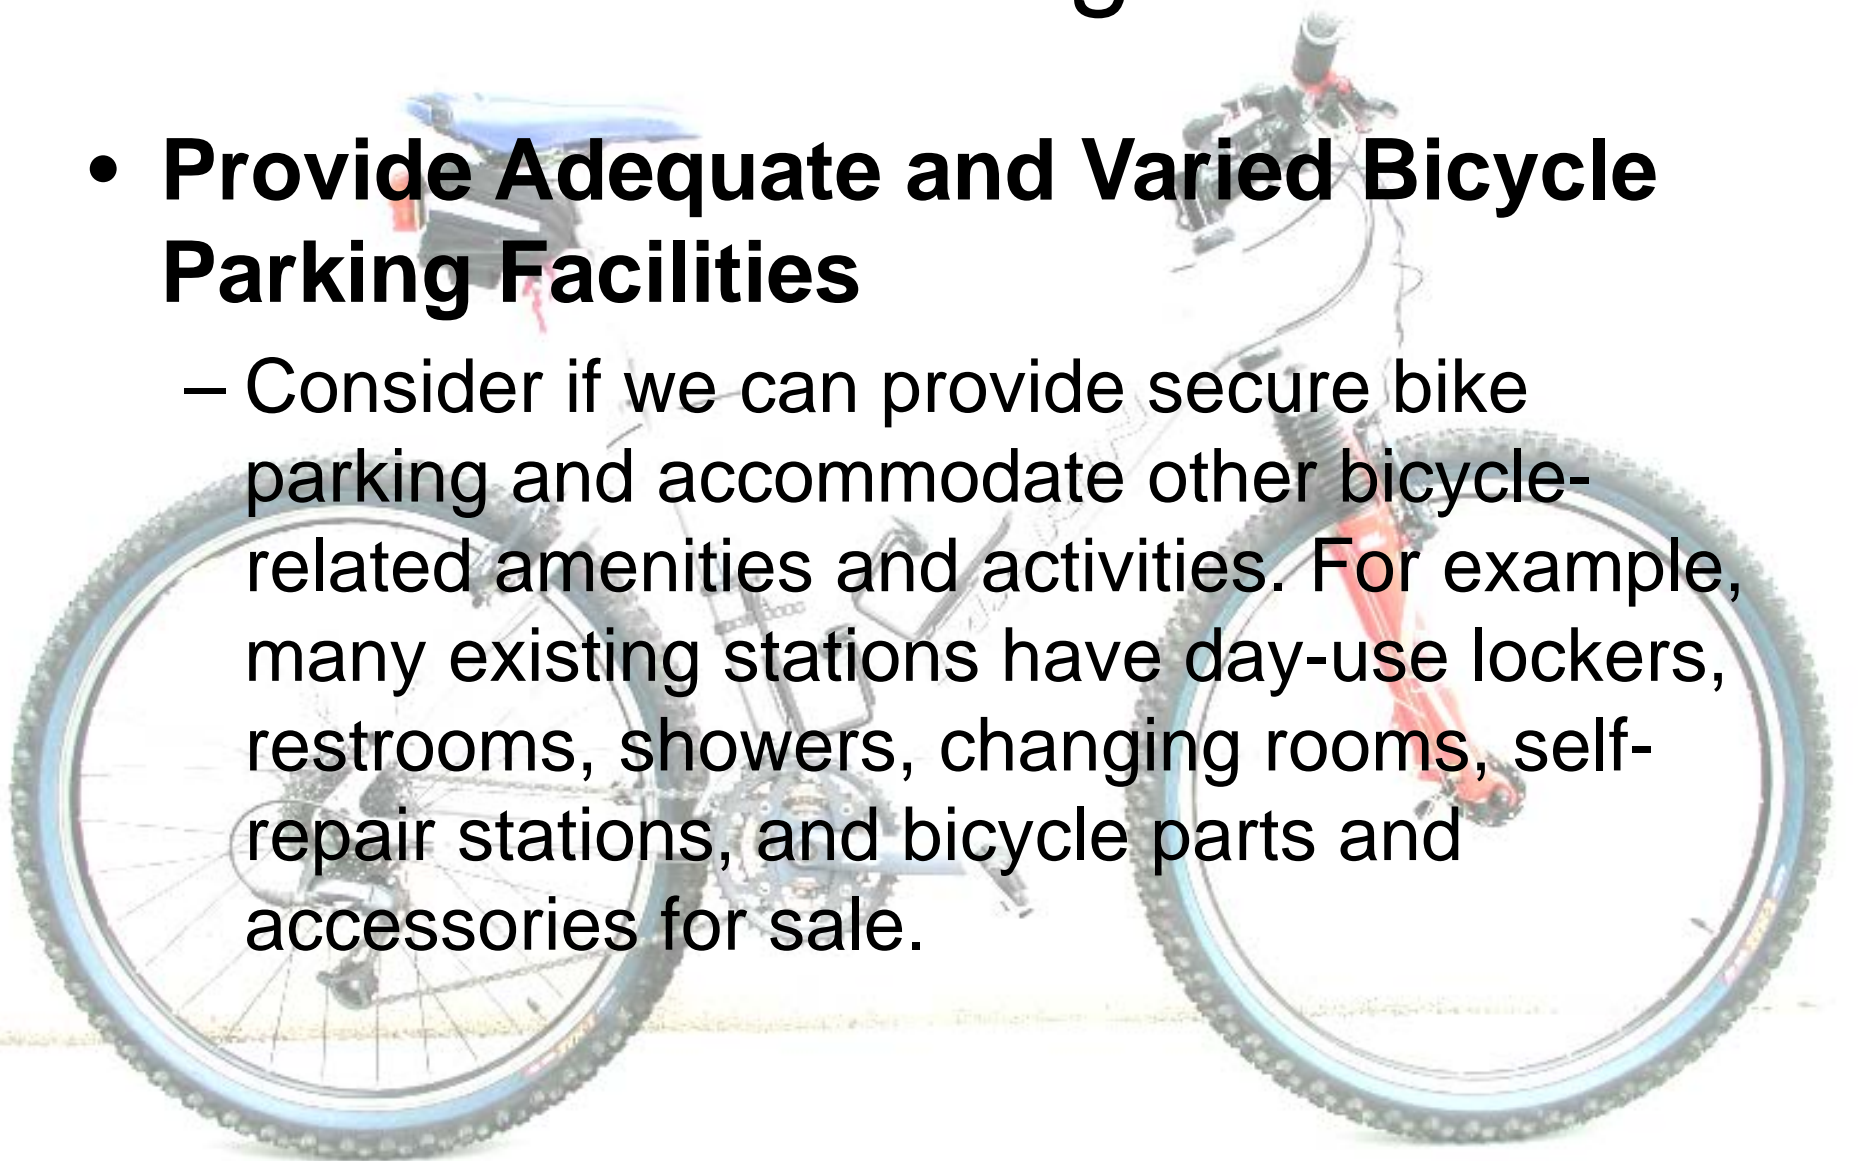 • Provide Adequate and Varied Bicycle
Parking Facilities
– Consider if we can provide secure bike
parking and accommodate other bicycle-
related amenities and activities. For example,
many existing stations have day-use lockers,
restrooms, showers, changing rooms, self-
repair stations, and bicycle parts and
accessories for sale.